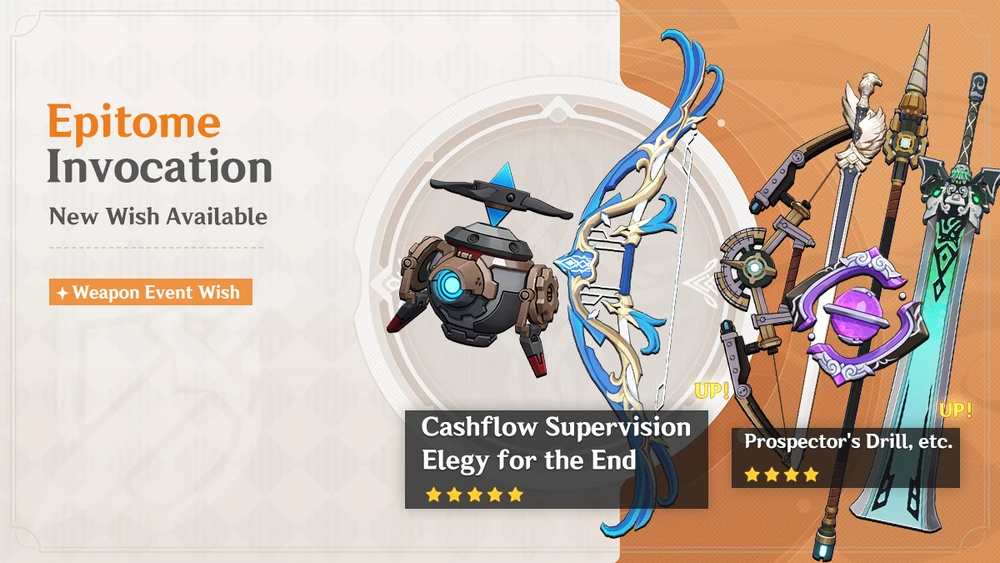 Epitome
Invocation
New Wish Available
Weapon Event Wish
UP!
Cashflow Supervision
Elegy for the End
UP!
Prospector's Drill, etc.